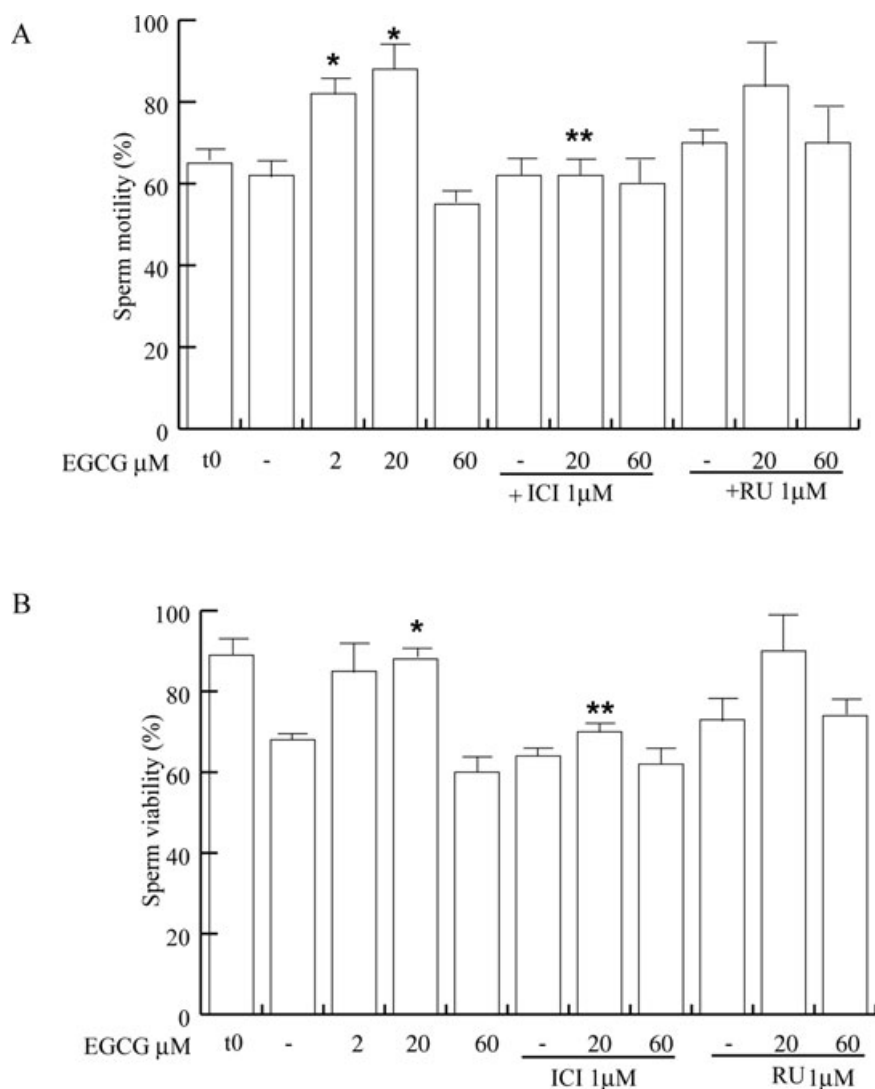 A
Sperm motility (%)
100
80
60
40
20
0
* * **
EGCG µM t0 - 2 20 60 - 20 60 - 20 60
+ ICI 1µM +RU 1µM
B
Sperm viability (%)
100
80
60
40
20
0
* **
EGCG µM t0 - 2 20 60 - 20 60 - 20 60
ICI 1µM RU 1µM